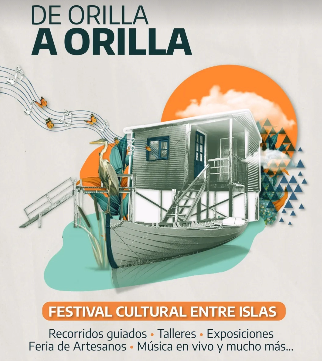 DE ORILLA
A ORILLA
FESTIVAL CULTURAL ENTRE ISLAS
Recorridos guiados • Talleres • Exposiciones
Feria de Artesanos • Música en vivo y mucho más...